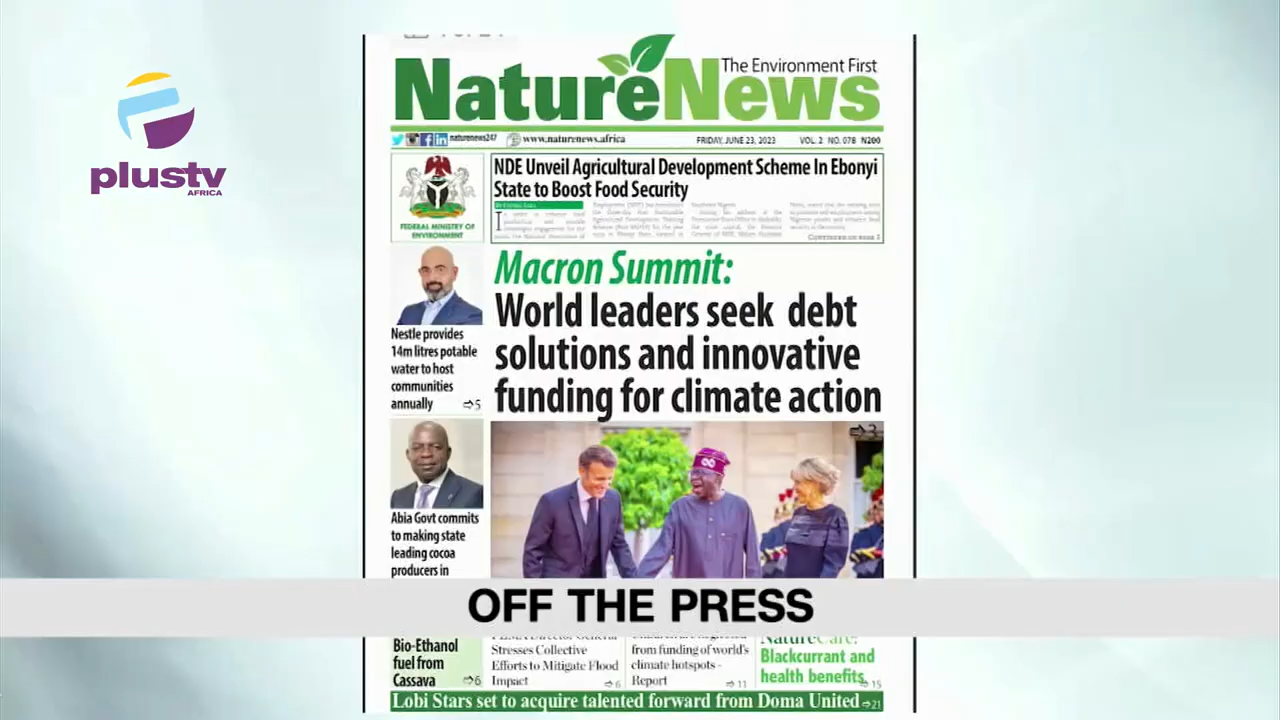 plustv
AFRICA
The Environment First
NatureNews
naturenews247
www.naturenews.africa
FRIDAY, JUNE 23, 2023
VOL. 2 NO. 078 N200
FEDERAL MINISTRY OF
ENVIRONMENT
NDE Unveil Agricultural Development Scheme In Ebonyi
State to Boost Food Security
CONTINUED ON PAGE
Nestle provides
14m litres potable
water to host
communities
annually ⇨5
Macron Summit:
World leaders seek debt
solutions and innovative
funding for climate action
⇨3
Abia Govt commits
to making state
leading cocoa
producers in
OFF THE PRESS
Bio-Ethanol
fuel from
Cassava ⇨6
Stresses Collective
Efforts to Mitigate Flood
Impact ⇨6
from funding of world's
climate hotspots -
Report ⇨11
NatureCare:
Blackcurrant and
health benefits ⇨15
Lobi Stars set to acquire talented forward from Doma United ⇨21